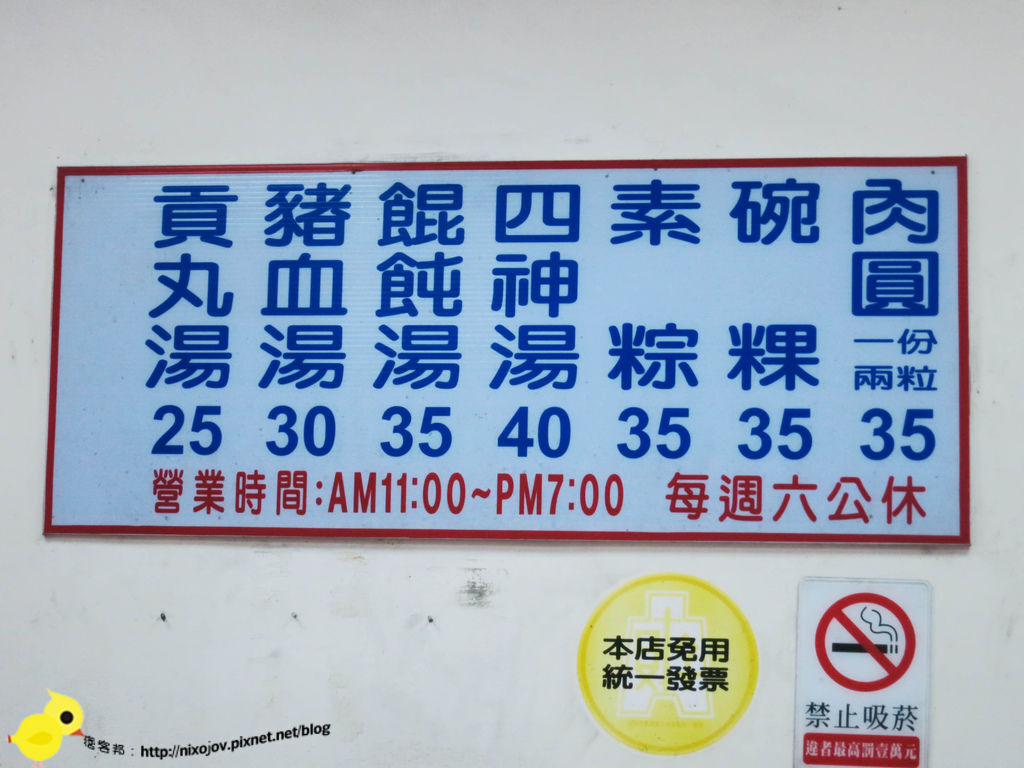 肉圓 一份兩粒 35
碗粿 35
素粽 35
四神湯 40
餛飩湯 35
豬血湯 30
貢丸湯 25
營業時間:AM11:00~PM7:00 每週六公休
本店免用
統一發票
禁止吸菸
違者最高罰壹萬元
痞客邦：http://nixojov.pixnet.net/blog